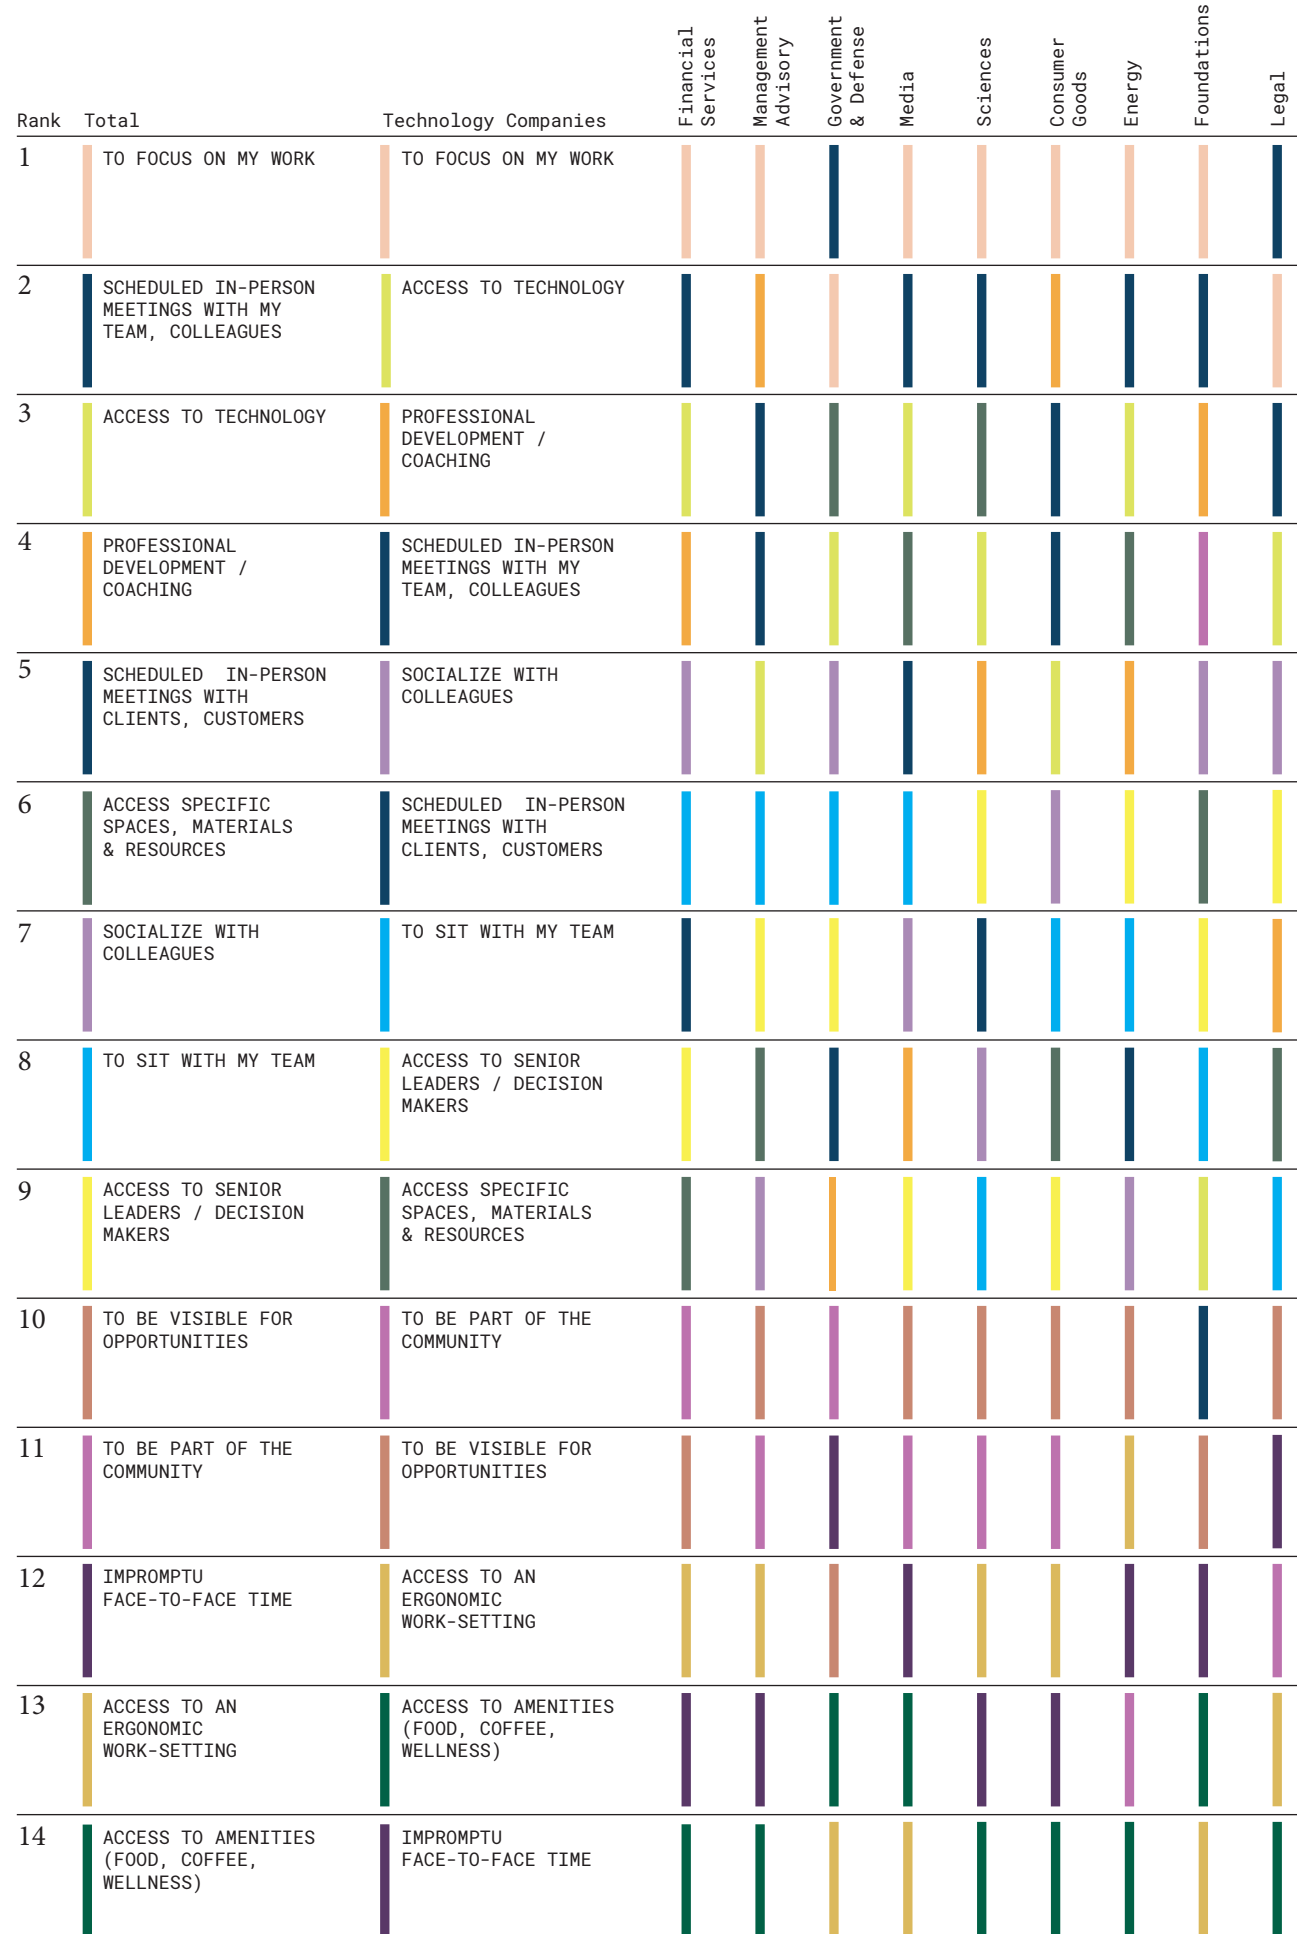 Rank
Total
Technology Companies
Financial
Services
Management
Advisory
Government
& Defense
Media
Sciences
Consumer
Goods
Energy
Foundations
Legal
1
TO FOCUS ON MY WORK
TO FOCUS ON MY WORK
2
SCHEDULED IN-PERSON
MEETINGS WITH MY
TEAM, COLLEAGUES
ACCESS TO TECHNOLOGY
3
ACCESS TO TECHNOLOGY
PROFESSIONAL
DEVELOPMENT /
COACHING
4
PROFESSIONAL
DEVELOPMENT /
COACHING
SCHEDULED IN-PERSON
MEETINGS WITH MY
TEAM, COLLEAGUES
5
SCHEDULED  IN-PERSON
MEETINGS WITH
CLIENTS, CUSTOMERS
SOCIALIZE WITH
COLLEAGUES
6
ACCESS SPECIFIC
SPACES, MATERIALS
& RESOURCES
SCHEDULED  IN-PERSON
MEETINGS WITH
CLIENTS, CUSTOMERS
7
SOCIALIZE WITH
COLLEAGUES
TO SIT WITH MY TEAM
8
TO SIT WITH MY TEAM
ACCESS TO SENIOR
LEADERS / DECISION
MAKERS
9
ACCESS TO SENIOR
LEADERS / DECISION
MAKERS
ACCESS SPECIFIC
SPACES, MATERIALS
& RESOURCES
10
TO BE VISIBLE FOR
OPPORTUNITIES
TO BE PART OF THE
COMMUNITY
11
TO BE PART OF THE
COMMUNITY
TO BE VISIBLE FOR
OPPORTUNITIES
12
IMPROMPTU
FACE-TO-FACE TIME
ACCESS TO AN
ERGONOMIC
WORK-SETTING
13
ACCESS TO AN
ERGONOMIC
WORK-SETTING
ACCESS TO AMENITIES
(FOOD, COFFEE,
WELLNESS)
14
ACCESS TO AMENITIES
(FOOD, COFFEE,
WELLNESS)
IMPROMPTU
FACE-TO-FACE TIME